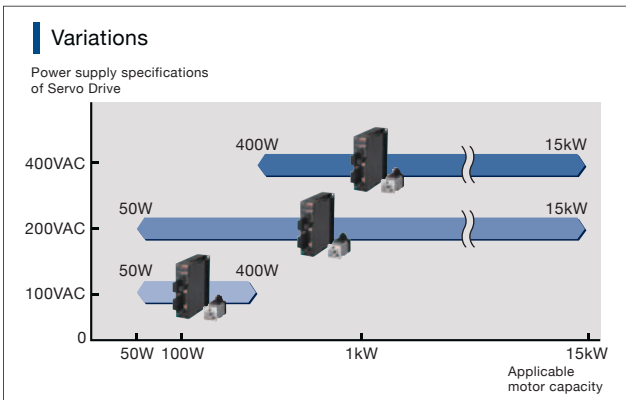 Variations
Power supply specifications
of Servo Drive
400W
15kW
400VAC
50W
15kW
200VAC
50W
400W
100VAC
0
50W 100W
1kW
15kW
Applicable
motor capacity